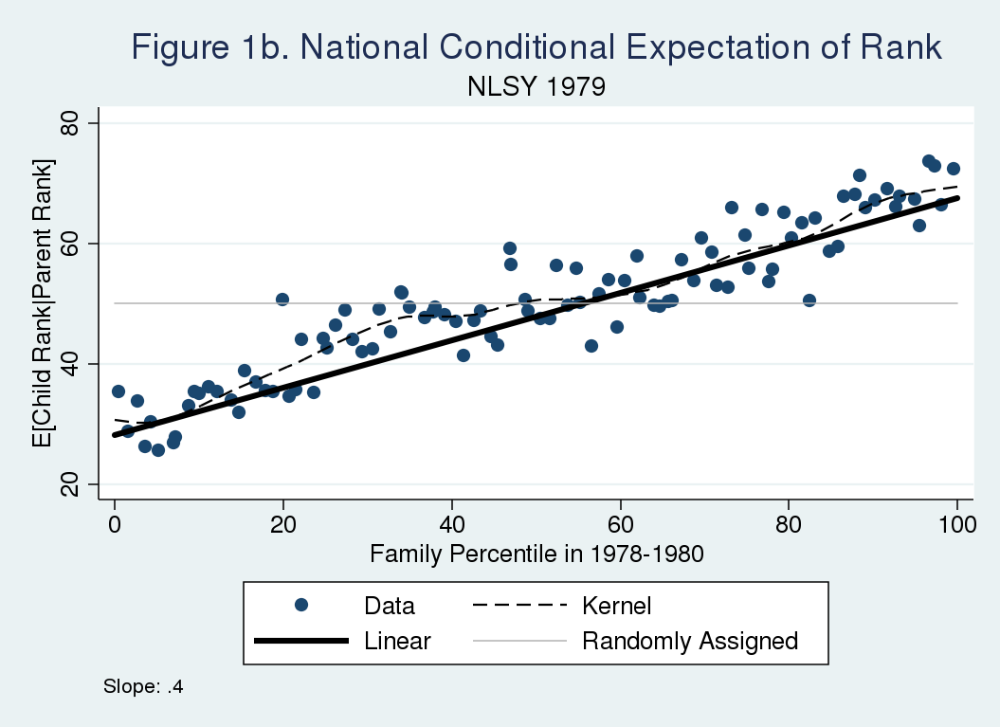 Figure 1b. National Conditional Expectation of Rank
NLSY 1979
E[Child Rank|Parent Rank]
80
60
40
20
0 20 40 60 80 100
Family Percentile in 1978-1980
Data Kernel
Linear Randomly Assigned
Slope: .4